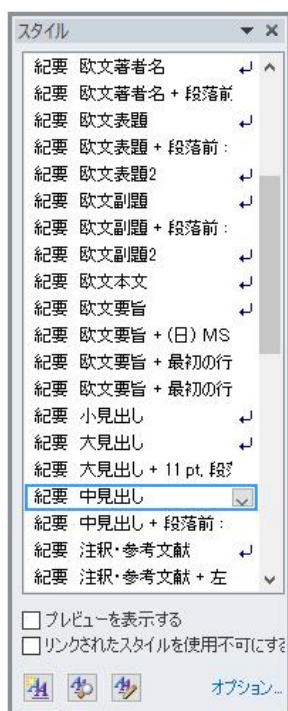 スタイル
紀要 欧文著者名
紀要 欧文著者名 + 段落前
紀要 欧文表題
紀要 欧文表題 + 段落前 :
紀要 欧文表題2
紀要 欧文副題
紀要 欧文副題 + 段落前 :
紀要 欧文副題2
紀要 欧文本文
紀要 欧文要旨
紀要 欧文要旨 + (日) MS
紀要 欧文要旨 + 最初の行
紀要 欧文要旨 + 最初の行
紀要 小見出し
紀要 大見出し
紀要 大見出し + 11 pt, 段
紀要 中見出し
紀要 中見出し + 段落前 :
紀要 注釈・参考文献
紀要 注釈・参考文献 + 左
プレビューを表示する
リンクされたスタイルを使用不可にする
オプション...